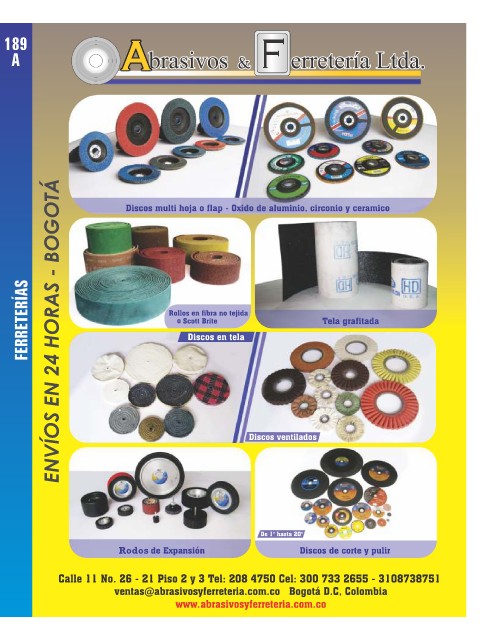 189
A
Abrasivos & Ferretería Ltda.
FERRETERÍAS
ENVÍOS EN 24 HORAS - BOGOTÁ
Discos multi hoja o flap - Oxido de aluminio, circonio y ceramico
Rollos en fibra no tejida
o Scott Brite
Tela grafitada
Discos en tela
Discos ventilados
Rodos de Expansión
De 1" hasta 20"
Discos de corte y pulir
Calle 11 No. 26 - 21 Piso 2 y 3 Tel: 208 4750 Cel: 300 733 2655 - 3108738751
ventas@abrasivosyferreteria.com.co Bogotá D.C, Colombia
www.abrasivosyferreteria.com.co